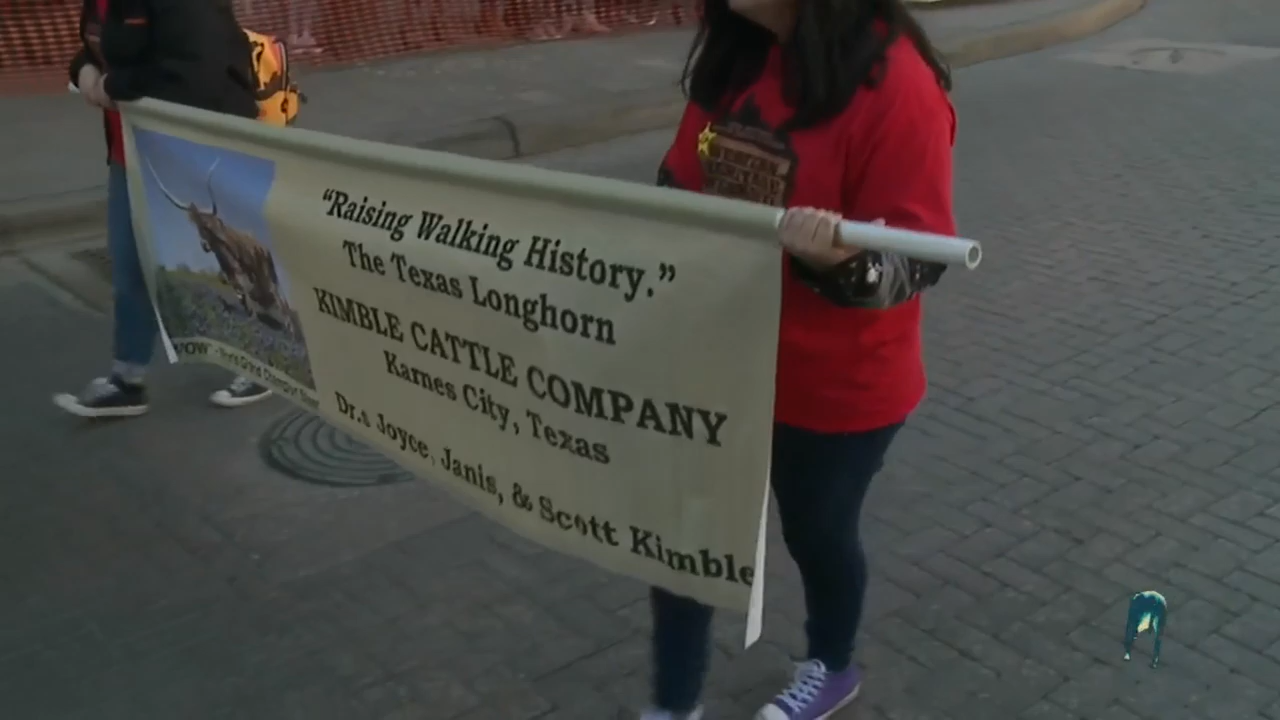 “Raising Walking History.”
The Texas Longhorn
KIMBLE CATTLE COMPANY
Karnes City, Texas
Dr.s Joyce, Janis, & Scott Kimble